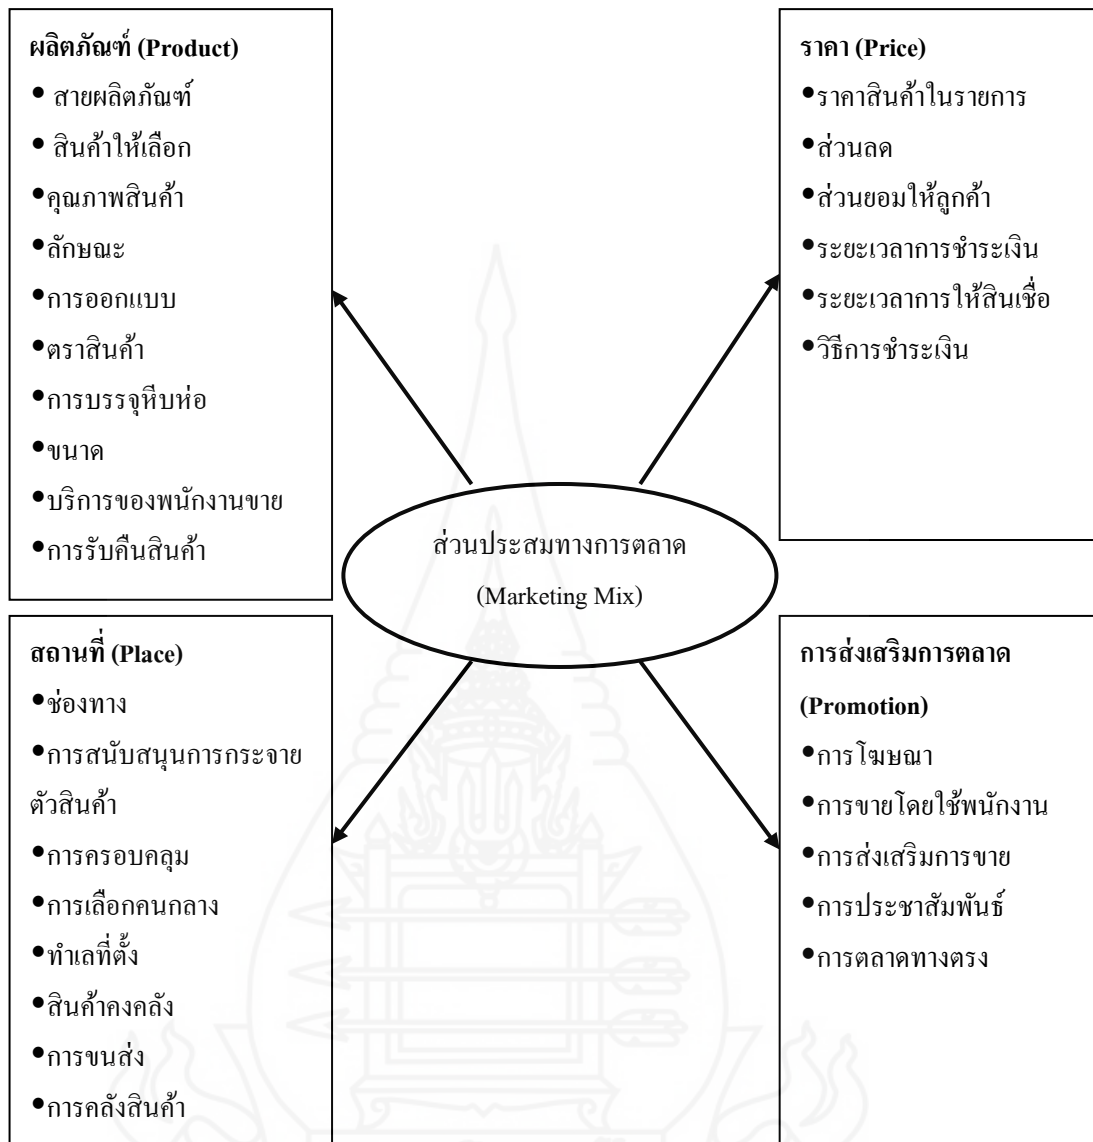 ผลิตภัณฑ์ (Product)
• สายผลิตภัณฑ์
• สินค้าให้เลือก
•คุณภาพสินค้า
•ลักษณะ
•การออกแบบ
•ตราสินค้า
•การบรรจุหีบห่อ
•ขนาด
•บริการของพนักงานขาย
•การรับคืนสินค้า
ราคา (Price)
•ราคาสินค้าในรายการ
•ส่วนลด
•ส่วนยอมให้ลูกค้า
•ระยะเวลาการชำระเงิน
•ระยะเวลาการให้สินเชื่อ
•วิธีการชำระเงิน
ส่วนประสมทางการตลาด
(Marketing Mix)
สถานที่ (Place)
•ช่องทาง
•การสนับสนุนการกระจาย
ตัวสินค้า
•การครอบคลุม
•การเลือกคนกลาง
•ทำเลที่ตั้ง
•สินค้าคงคลัง
•การขนส่ง
•การคลังสินค้า
การส่งเสริมการตลาด
(Promotion)
•การโฆษณา
•การขายโดยใช้พนักงาน
•การส่งเสริมการขาย
•การประชาสัมพันธ์
•การตลาดทางตรง